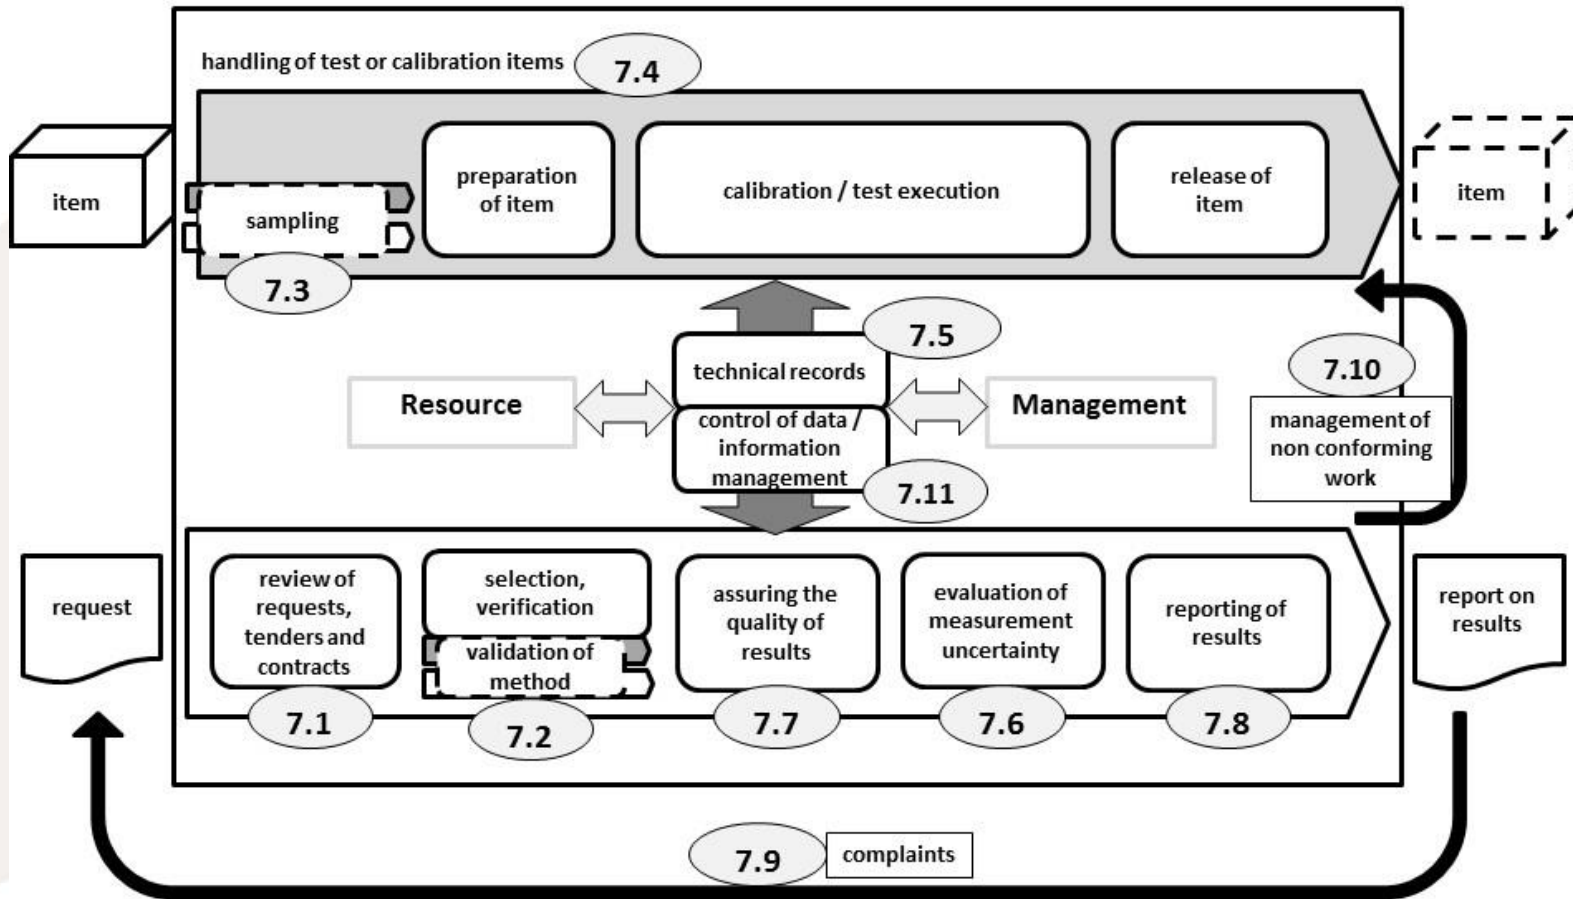 handling of test or calibration items
7.4
item
sampling
7.3
preparation
of item
calibration / test execution
release of
item
item
7.5
technical records
Resource
Management
control of data /
information
management
7.11
7.10
management of
non conforming
work
request
review of
requests,
tenders and
contracts
7.1
selection,
verification
validation of
method
7.2
assuring the
quality of
results
7.7
evaluation of
measurement
uncertainty
7.6
reporting of
results
7.8
report on
results
7.9
complaints